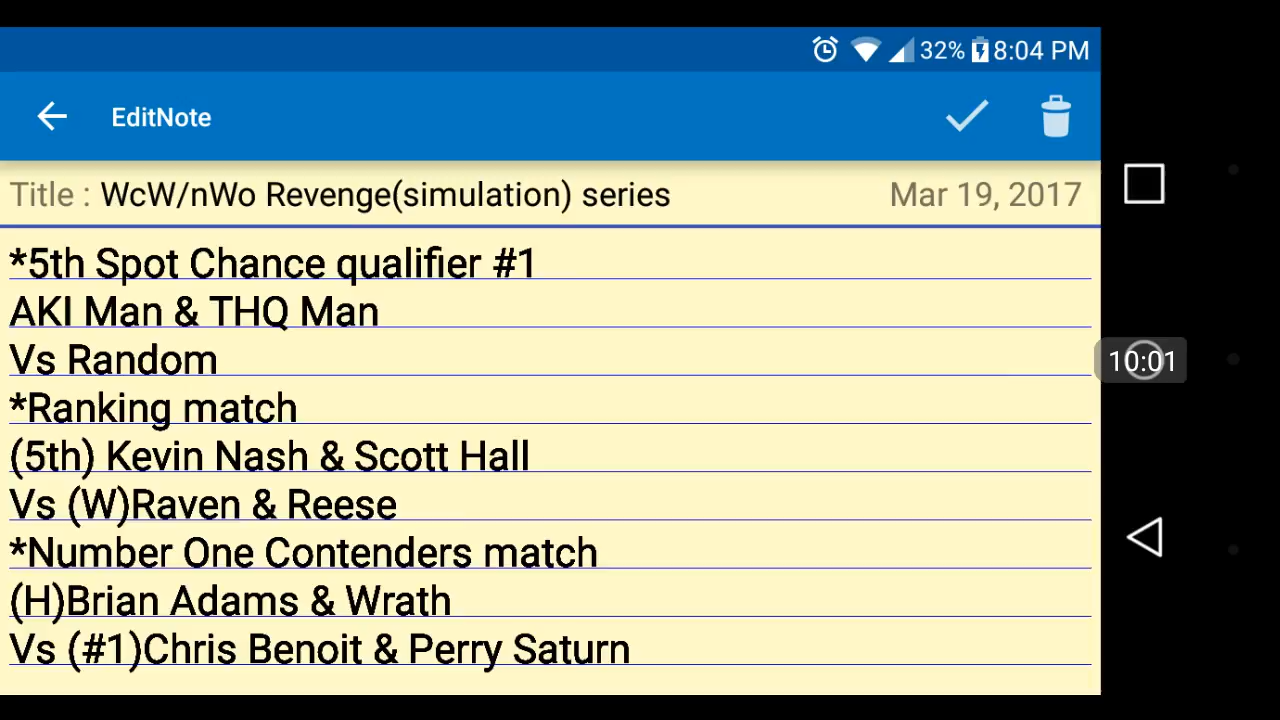 32% 8:04 PM
EditNote
Title : WcW/nWo Revenge(simulation) series Mar 19, 2017
*5th Spot Chance qualifier #1
AKI Man & THQ Man
Vs Random
*Ranking match
10:01
(5th) Kevin Nash & Scott Hall
Vs (W)Raven & Reese
*Number One Contenders match
(H)Brian Adams & Wrath
Vs (#1)Chris Benoit & Perry Saturn